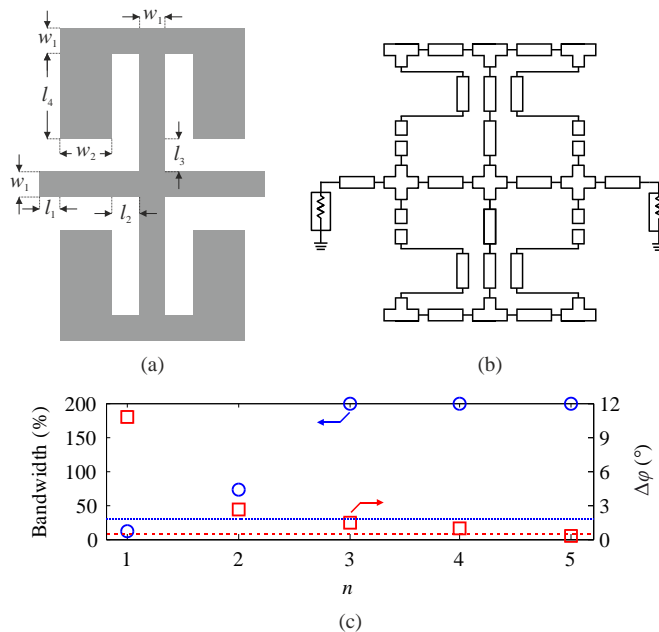 w1
w1
l4
w2
l3
w1
l1
l2
(a)
(b)
200
150
100
50
0
Bandwidth (%)
12
9
6
3
0
Δφ (°)
1 2 3 4 5
n
(c)